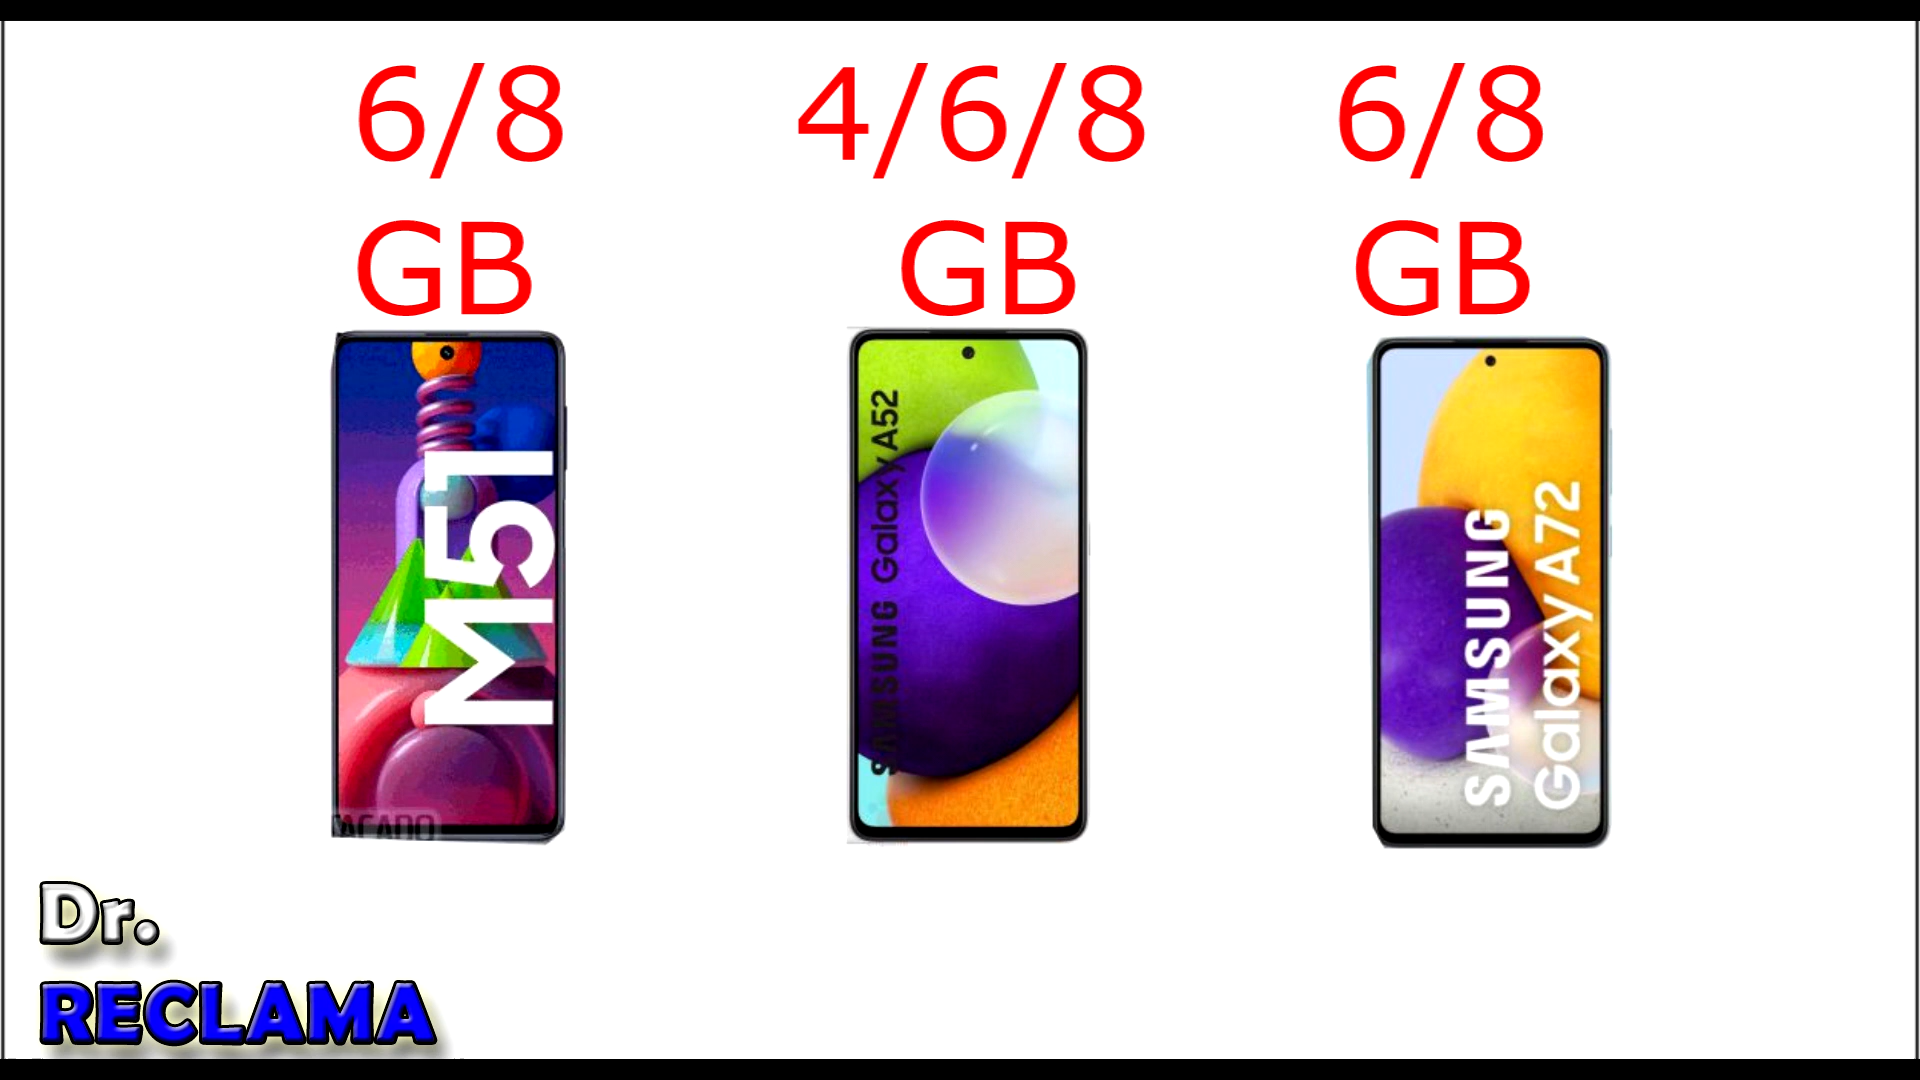 6/8
GB
4/6/8
GB
6/8
GB
M51
SAMSUNG Galaxy A52
SAMSUNG
Galaxy A72
Dr.
RECLAMA